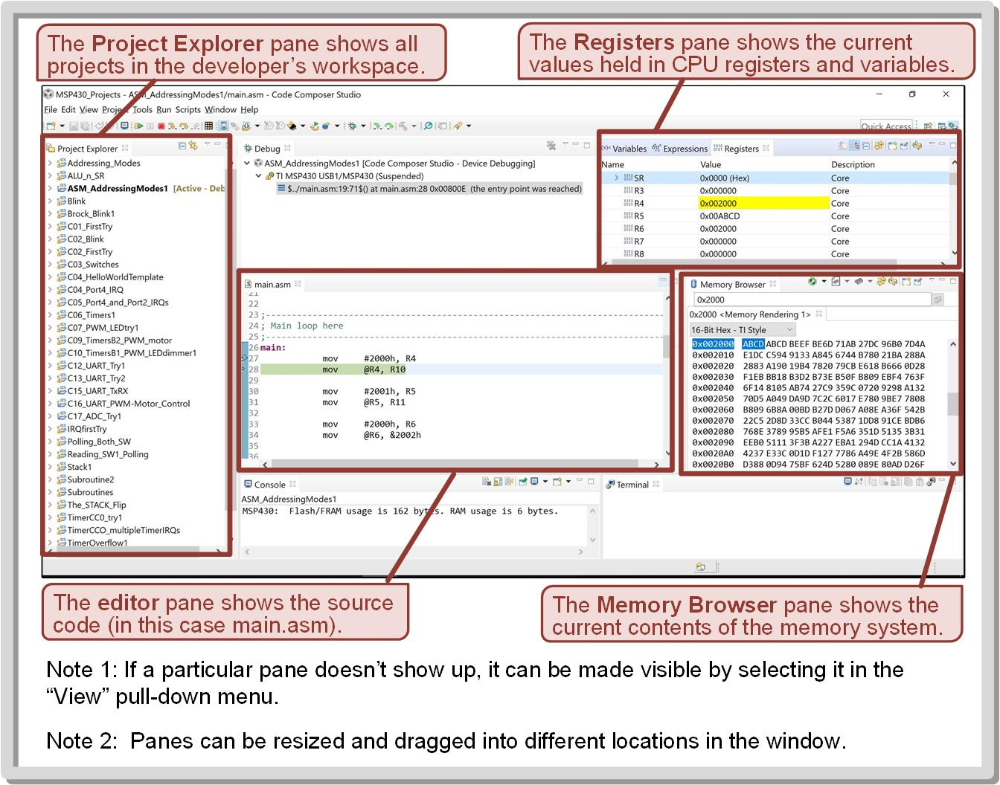 The Project Explorer pane shows all
projects in the developer's workspace.
The Registers pane shows the current
values held in CPU registers and variables.
MSP430_Projects - ASM_AddressingModes1/main.asm - Code Composer Studio
File Edit View Project Tools Run Scripts Window Help
Quick Access
Project Explorer
Addressing_Modes
ALU_n_SR
ASM_AddressingModes1 [Active - Deb
Blink
Brock_Blink1
C01_FirstTry
C02_Blink
C02_FirstTry
C03_Switches
C04_HelloWorldTemplate
C04_Port4_IRQ
C05_Port4_and_Port2_IRQs
C06_Timers1
C07_PWM_LEDtry1
C09_TimersB2_PWM_motor
C10_TimersB1_PWM_LEDdimmer1
C12_UART_Try1
C13_UART_Try2
C15_UART_TxRX
C16_UART_PWM-Motor_Control
C17_ADC_Try1
IRQfirstTry
Polling_Both_SW
Reading_SW1_Polling
Stack1
Subroutine2
Subroutines
The_STACK_Flip
TimerCC0_try1
TimerCCO_multipleTimerIRQs
TimerOverflow1
Debug
ASM_AddressingModes1 [Code Composer Studio - Device Debugging]
TI MSP430 USB1/MSP430 (Suspended)
$../main.asm:19:71$() at main.asm:28 0x00800E (the entry point was reached)
(x)= Variables Expressions Registers
Name Value Description
SR 0x0000 (Hex) Core
R3 0x000000 Core
R4 0x002000 Core
R5 0x00ABCD Core
R6 0x002000 Core
R7 0x000000 Core
R8 0x000000 Core
main.asm
21
22
23 ;--------------------------------------------------------------------
24 ; Main loop here
25 ;--------------------------------------------------------------------
26 main:
27 mov #2000h, R4
28 mov @R4, R10
29
30 mov #2001h, R5
31 mov @R5, R11
32
33 mov #2000h, R6
34 mov @R6, &2002h
35
36
Memory Browser
0x2000
0x2000 <Memory Rendering 1>
16-Bit Hex - TI Style
0x002000 ABCD ABCD BEEF BE6D 71AB 27DC 96B0 7D4A
0x002010 E1DC C594 9133 A845 6744 B780 21BA 288A
0x002020 2883 A190 19B4 7820 79CB E618 B666 0D28
0x002030 F1EB BB18 B3D2 B73E B50F B809 EBF4 763F
0x002040 6F14 8105 AB74 27C9 359C 0720 9298 A132
0x002050 70D5 A049 DA9D 7C2C 6017 E780 9BE7 7808
0x002060 B809 6B8A 00BD B27D D067 A08E A36F 542B
0x002070 22C5 2D8D 33CC B044 5387 1DD8 91CE BDB6
0x002080 768E 3789 95B5 AFE1 F5A6 351D 5135 3B31
0x002090 EEB0 5111 3F3B A227 EBA1 294D CC1A 4132
0x0020A0 4237 E33C 0D1D F127 7786 A49E 4F2B 586D
0x0020B0 D388 0D94 75BF 624D 5280 089E 80AD D26F
Console
ASM_AddressingModes1
MSP430: Flash/FRAM usage is 162 bytes. RAM usage is 6 bytes.
Terminal
The editor pane shows the source
code (in this case main.asm).
The Memory Browser pane shows the
current contents of the memory system.
Note 1: If a particular pane doesn't show up, it can be made visible by selecting it in the
“View” pull-down menu.
Note 2: Panes can be resized and dragged into different locations in the window.